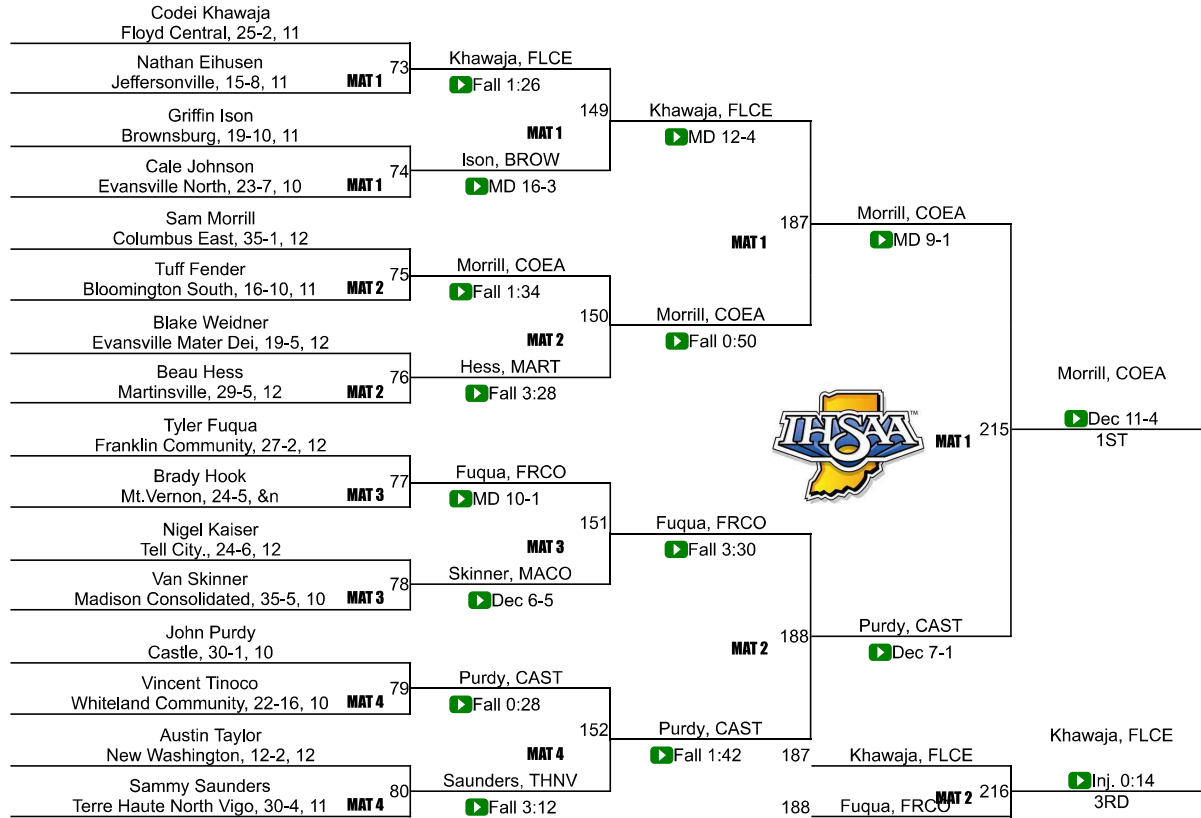 Codei Khawaja
Floyd Central, 25-2, 11
Nathan Eihusen
Jeffersonville, 15-8, 11
MAT 1
73
Khawaja, FLCE
Fall 1:26
Griffin Ison
Brownsburg, 19-10, 11
Cale Johnson
Evansville North, 23-7, 10
MAT 1
74
Ison, BROW
MD 16-3
149
MAT 1
Khawaja, FLCE
MD 12-4
Sam Morrill
Columbus East, 35-1, 12
Tuff Fender
Bloomington South, 16-10, 11
MAT 2
75
Morrill, COEA
Fall 1:34
Blake Weidner
Evansville Mater Dei, 19-5, 12
Beau Hess
Martinsville, 29-5, 12
MAT 2
76
Hess, MART
Fall 3:28
150
MAT 2
Morrill, COEA
Fall 0:50
187
MAT 1
Morrill, COEA
MD 9-1
Tyler Fuqua
Franklin Community, 27-2, 12
Brady Hook
Mt.Vernon, 24-5, &n
MAT 3
77
Fuqua, FRCO
MD 10-1
Nigel Kaiser
Tell City., 24-6, 12
Van Skinner
Madison Consolidated, 35-5, 10
MAT 3
78
Skinner, MACO
Dec 6-5
151
MAT 3
Fuqua, FRCO
Fall 3:30
John Purdy
Castle, 30-1, 10
Vincent Tinoco
Whiteland Community, 22-16, 10
MAT 4
79
Purdy, CAST
Fall 0:28
Austin Taylor
New Washington, 12-2, 12
Sammy Saunders
Terre Haute North Vigo, 30-4, 11
MAT 4
80
Saunders, THNV
Fall 3:12
152
MAT 4
Purdy, CAST
Fall 1:42
188
MAT 2
Purdy, CAST
Dec 7-1
IHSAA™
MAT 1
215
Morrill, COEA
Dec 11-4
1ST
187
Khawaja, FLCE
188
Fuqua, FRCO
MAT 2
216
Khawaja, FLCE
Inj. 0:14
3RD